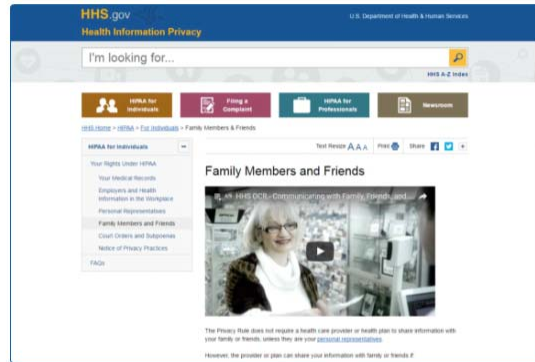 HHS.gov
U.S. Department of Health & Human Services
Health Information Privacy
I'm looking for...
HHS A-Z Index
HIPAA for
Individuals
Filing a
Complaint
HIPAA for
Professionals
Newsroom
HHS Home > HIPAA > For Individuals > Family Members & Friends
HIPAA for Individuals
Your Rights Under HIPAA
Your Medical Records
Employers and Health
Information in the Workplace
Personal Representatives
Family Members and Friends
Court Orders and Subpoenas
Notice of Privacy Practices
FAQs
Text Resize A A A
Print
Share
Family Members and Friends
HHS OCR - Communicating with Family, Friends, and...
The Privacy Rule does not require a health care provider or health plan to share information with
your family or friends, unless they are your personal representatives.
However, the provider or plan can share your information with family or friends if: